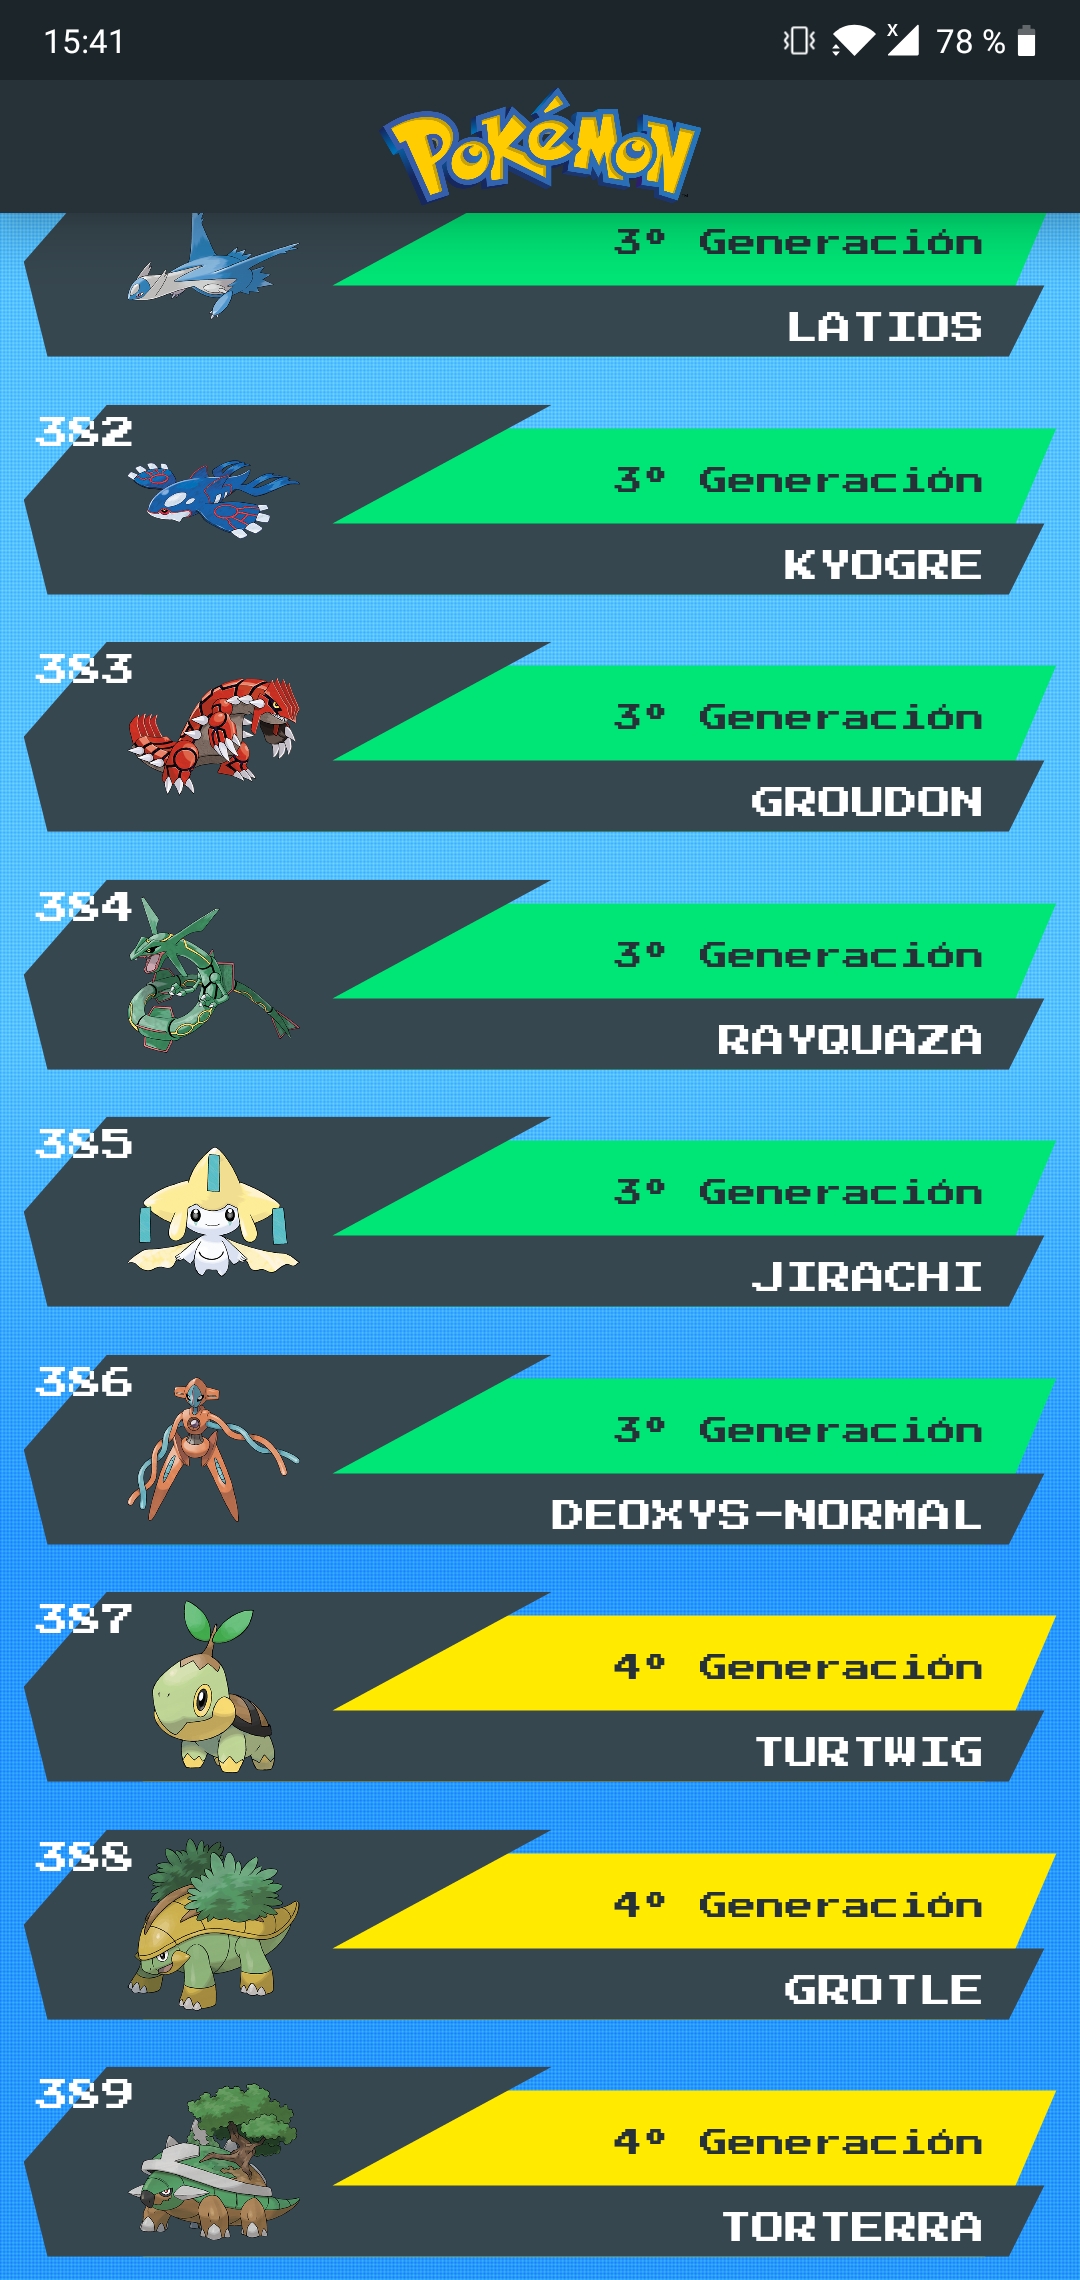 15:41
X
78 %
POKéMON
3º Generación
LATIOS
382
3º Generación
KYOGRE
383
3º Generación
GROUDON
384
3º Generación
RAYQUAZA
385
3º Generación
JIRACHI
386
3º Generación
DEOXYS-NORMAL
387
4º Generación
TURTWIG
388
4º Generación
GROTLE
389
4º Generación
TORTERRA